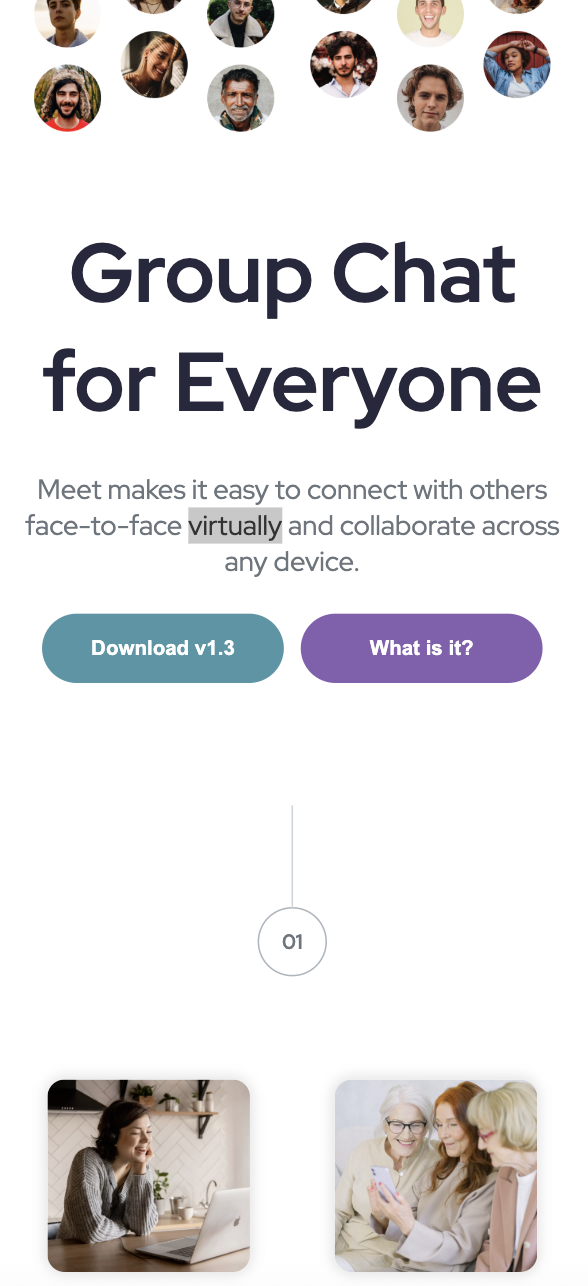 Group Chat
for Everyone
Meet makes it easy to connect with others
face-to-face virtually and collaborate across
any device.
Download v1.3 What is it?
01